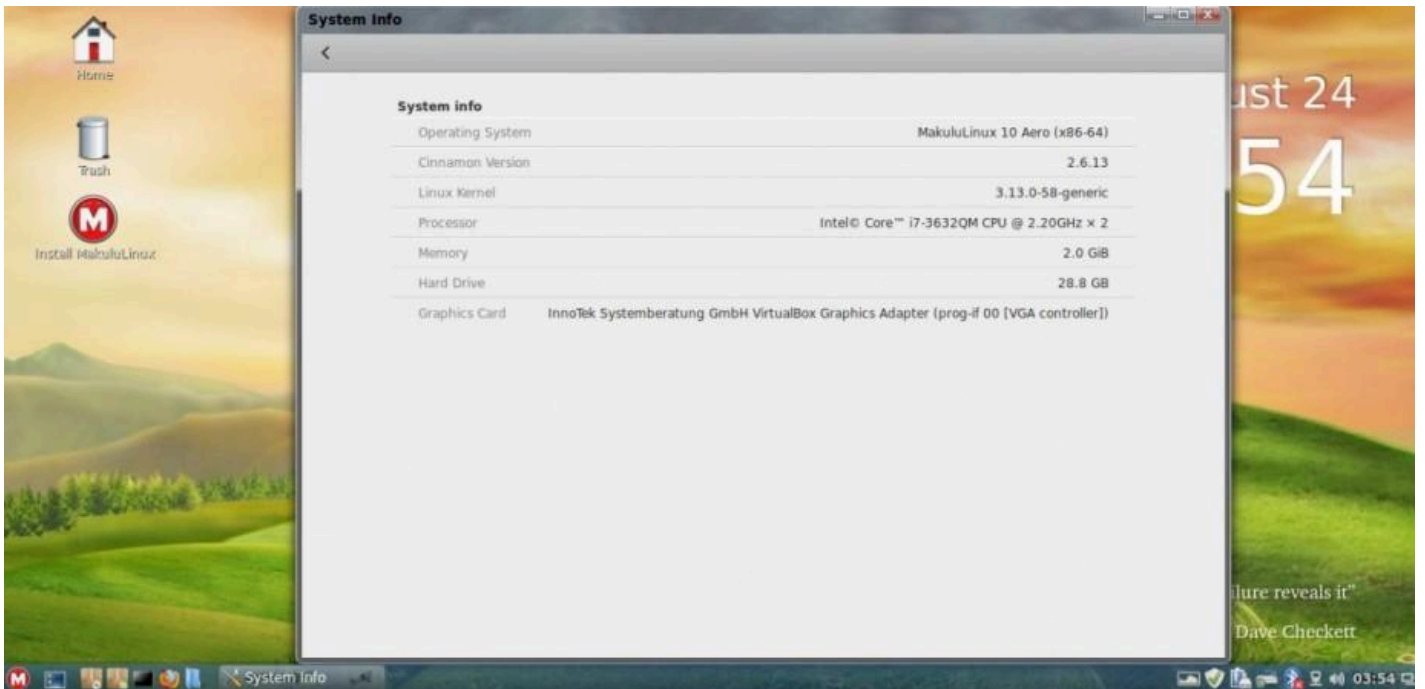 System Info
Home
Trash
Install MakuluLinux
System info
Operating System MakuluLinux 10 Aero (x86-64)
Cinnamon Version 2.6.13
Linux Kernel 3.13.0-58-generic
Processor Intel© Core™ i7-3632QM CPU @ 2.20GHz × 2
Memory 2.0 GiB
Hard Drive 28.8 GB
Graphics Card InnoTek Systemberatung GmbH VirtualBox Graphics Adapter (prog-if 00 [VGA controller])
ust 24
54
ilure reveals it"
Dave Checkett
M
System Info
03:54